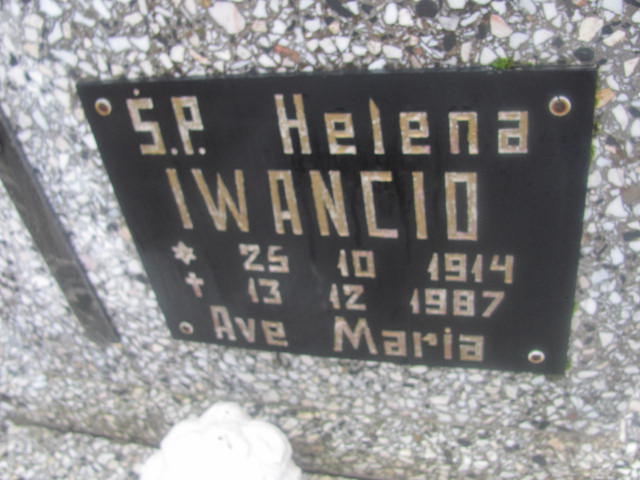 Ś.P. Helena
IWANCIO
* 25 10 1914
† 13 12 1987
Ave Maria